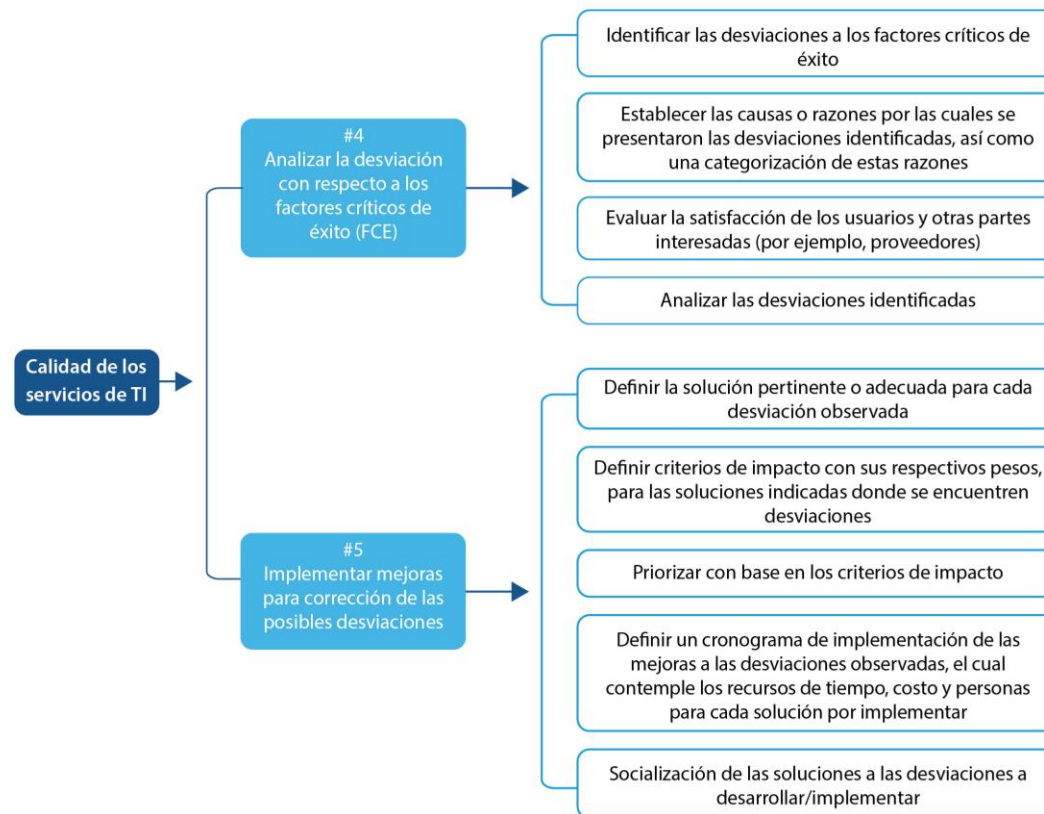 Identificar las desviaciones a los factores críticos de
éxito
#4
Analizar la desviación
con respecto a los
factores críticos de
éxito (FCE)
Establecer las causas o razones por las cuales se
presentaron las desviaciones identificadas, así como
una categorización de estas razones
Evaluar la satisfacción de los usuarios y otras partes
interesadas (por ejemplo, proveedores)
Analizar las desviaciones identificadas
Calidad de los
servicios de TI
Definir la solución pertinente o adecuada para cada
desviación observada
Definir criterios de impacto con sus respectivos pesos,
para las soluciones indicadas donde se encuentren
desviaciones
#5
Implementar mejoras
para corrección de las
posibles desviaciones
Priorizar con base en los criterios de impacto
Definir un cronograma de implementación de las
mejoras a las desviaciones observadas, el cual
contemple los recursos de tiempo, costo y personas
para cada solución por implementar
Socialización de las soluciones a las desviaciones a
desarrollar/implementar